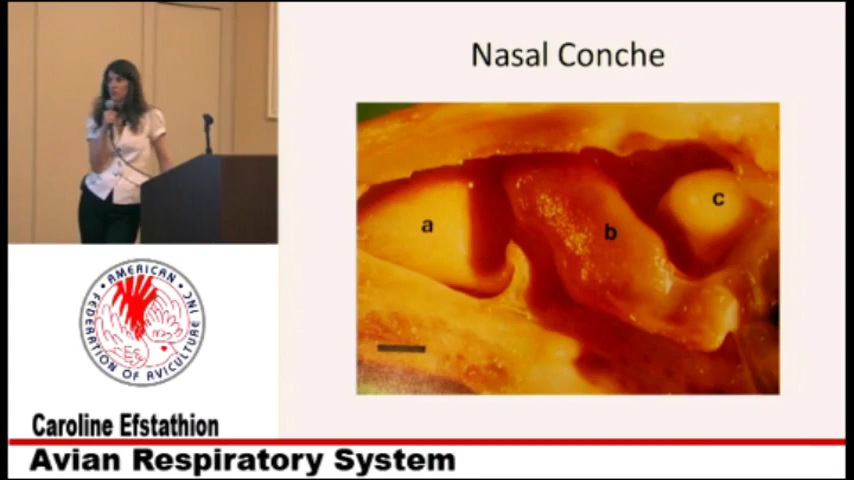 Nasal Conche
a
b
c
AMERICAN
FEDERATION OF AVICULTURE INC
Caroline Efstathion
Avian Respiratory System